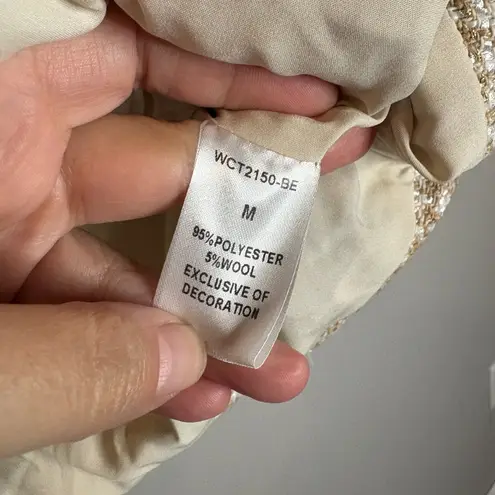 WCT2150-BE
M
95%POLYESTER
5%WOOL
EXCLUSIVE OF
DECORATION